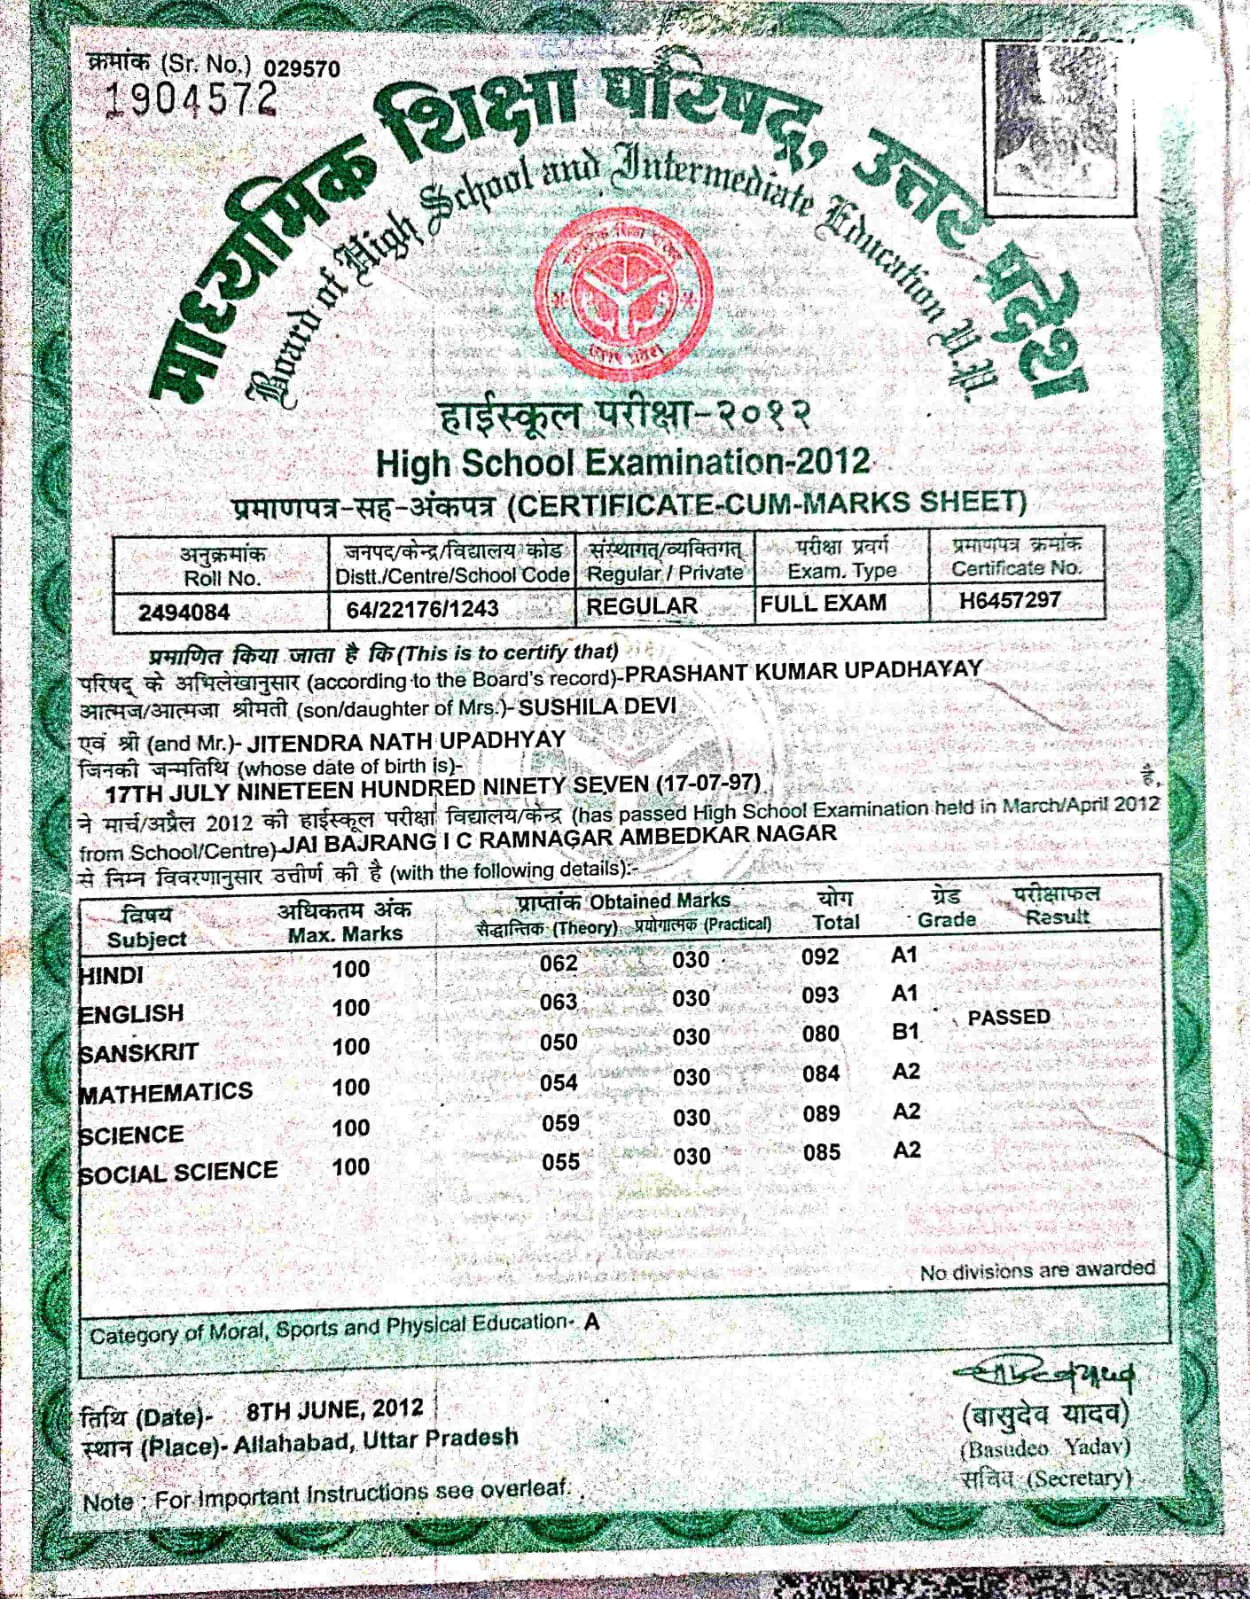 क्रमांक (Sr. No.) 029570
1904572
माध्यमिक शिक्षा परिषद्, उत्तर प्रदेश
Board of High School and Intermediate Education U.P.
हाईस्कूल परीक्षा-२०१२
High School Examination-2012
प्रमाणपत्र-सह-अंकपत्र (CERTIFICATE-CUM-MARKS SHEET)
अनुक्रमांक जनपद/केन्द्र/विद्यालय कोड संस्थागत/व्यक्तिगत् परीक्षा प्रवर्ग प्रमाणपत्र क्रमांक
Roll No. Distt./Centre/School Code Regular / Private Exam. Type Certificate No.
2494084 64/22176/1243 REGULAR FULL EXAM H6457297
प्रमाणित किया जाता है कि (This is to certify that)
परिषद् के अभिलेखानुसार (according to the Board's record)-PRASHANT KUMAR UPADHAYAY
आत्मज/आत्मजा श्रीमती (son/daughter of Mrs.)- SUSHILA DEVI
एवं श्री (and Mr.)- JITENDRA NATH UPADHYAY
जिनकी जन्मतिथि (whose date of birth is)-
17TH JULY NINETEEN HUNDRED NINETY SEVEN (17-07-97) है,
ने मार्च/अप्रैल 2012 की हाईस्कूल परीक्षा विद्यालय/केन्द्र (has passed High School Examination held in March/April 2012
from School/Centre)-JAI BAJRANG I C RAMNAGAR AMBEDKAR NAGAR
से निम्न विवरणानुसार उत्तीर्ण की है (with the following details):-
विषय अधिकतम अंक प्राप्तांक Obtained Marks योग ग्रेड परीक्षाफल
Subject Max. Marks सैद्धान्तिक (Theory) प्रयोगात्मक (Practical) Total Grade Result
HINDI 100 062 030 092 A1
ENGLISH 100 063 030 093 A1 PASSED
SANSKRIT 100 050 030 080 B1
MATHEMATICS 100 054 030 084 A2
SCIENCE 100 059 030 089 A2
SOCIAL SCIENCE 100 055 030 085 A2
No divisions are awarded
Category of Moral, Sports and Physical Education- A
तिथि (Date)- 8TH JUNE, 2012
स्थान (Place)- Allahabad, Uttar Pradesh
(बासुदेव यादव)
(Basudeo Yadav)
सचिव (Secretary)
Note : For Important Instructions see overleaf.